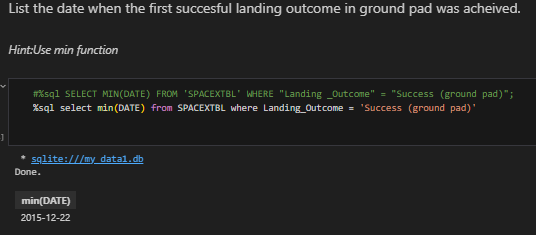 List the date when the first succesful landing outcome in ground pad was acheived.
Hint:Use min function
#%sql SELECT MIN(DATE) FROM 'SPACEXTBL' WHERE "Landing _Outcome" = "Success (ground pad)";
%sql select min(DATE) from SPACEXTBL where Landing_Outcome = 'Success (ground pad)'
]
* sqlite:///my_data1.db
Done.
min(DATE)
2015-12-22